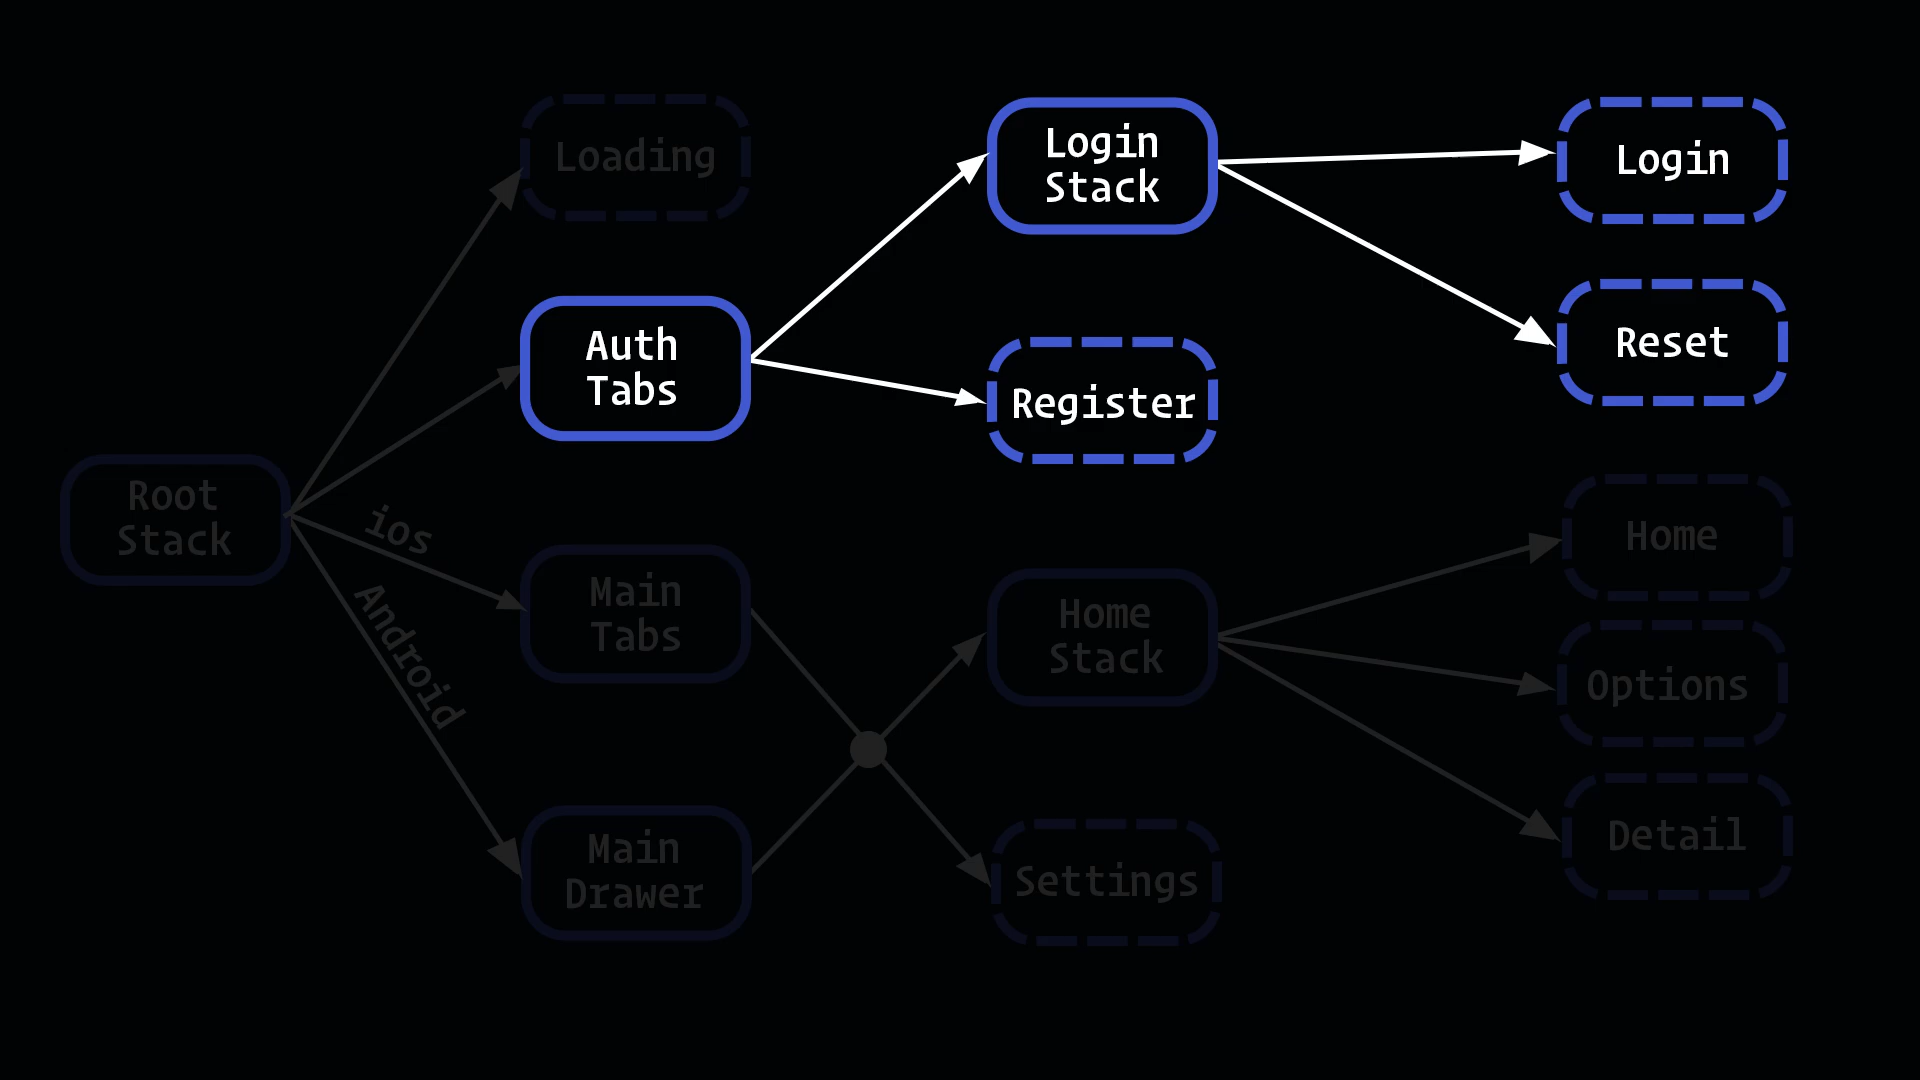 Loading
Login
Stack
Login
Auth
Tabs
Register
Reset
Root
Stack
ios
Android
Main
Tabs
Home
Stack
Home
Options
Main
Drawer
Settings
Detail